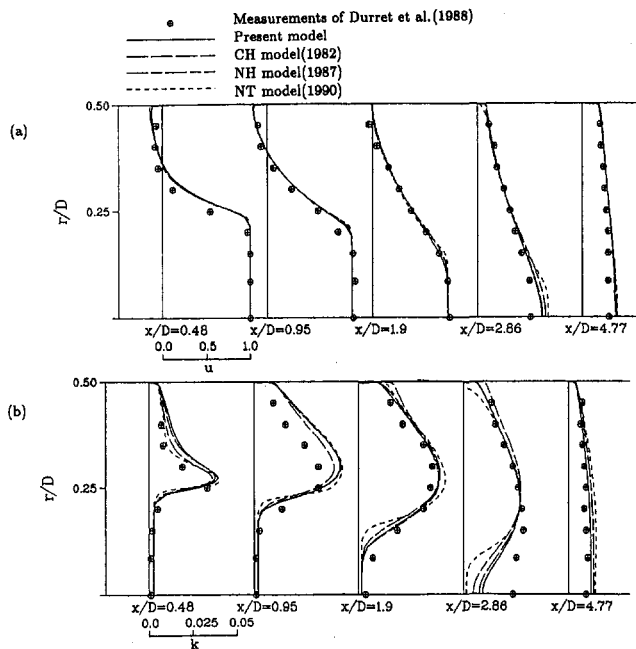 Measurements of Durret et al.(1988)
Present model
CH model(1982)
NH model(1987)
NT model(1990)
(a)
0.50
0.25
r/D
x/D=0.48 x/D=0.95 x/D=1.9 x/D=2.86 x/D=4.77
0.0 0.5 1.0
u
(b)
0.50
0.25
r/D
x/D=0.48 x/D=0.95 x/D=1.9 x/D=2.86 x/D=4.77
0.0 0.025 0.05
k